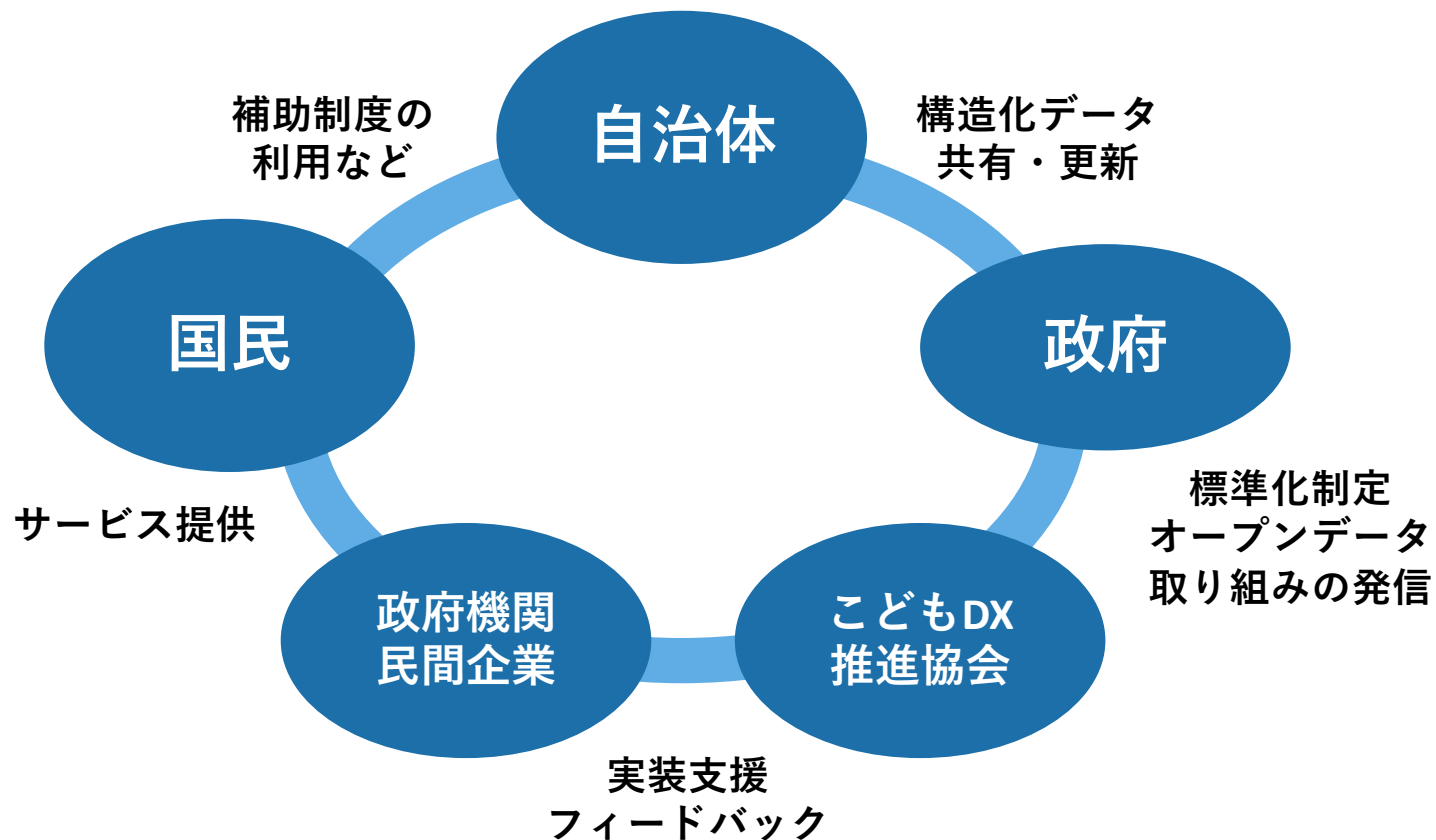 自治体
補助制度の
利用など
構造化データ
共有・更新
国民
政府
サービス提供
標準化制定
オープンデータ
取り組みの発信
政府機関
民間企業
こどもDX
推進協会
実装支援
フィードバック